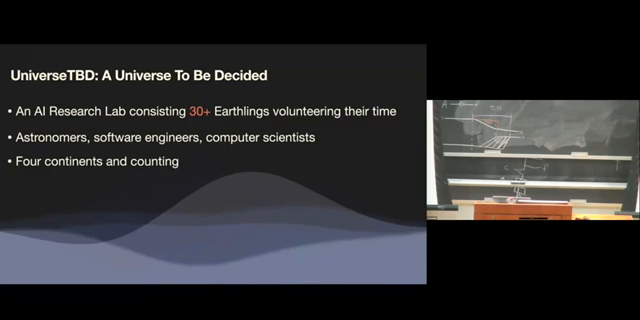 UniverseTBD: A Universe To Be Decided
• An AI Research Lab consisting 30+ Earthlings volunteering their time
• Astronomers, software engineers, computer scientists
• Four continents and counting